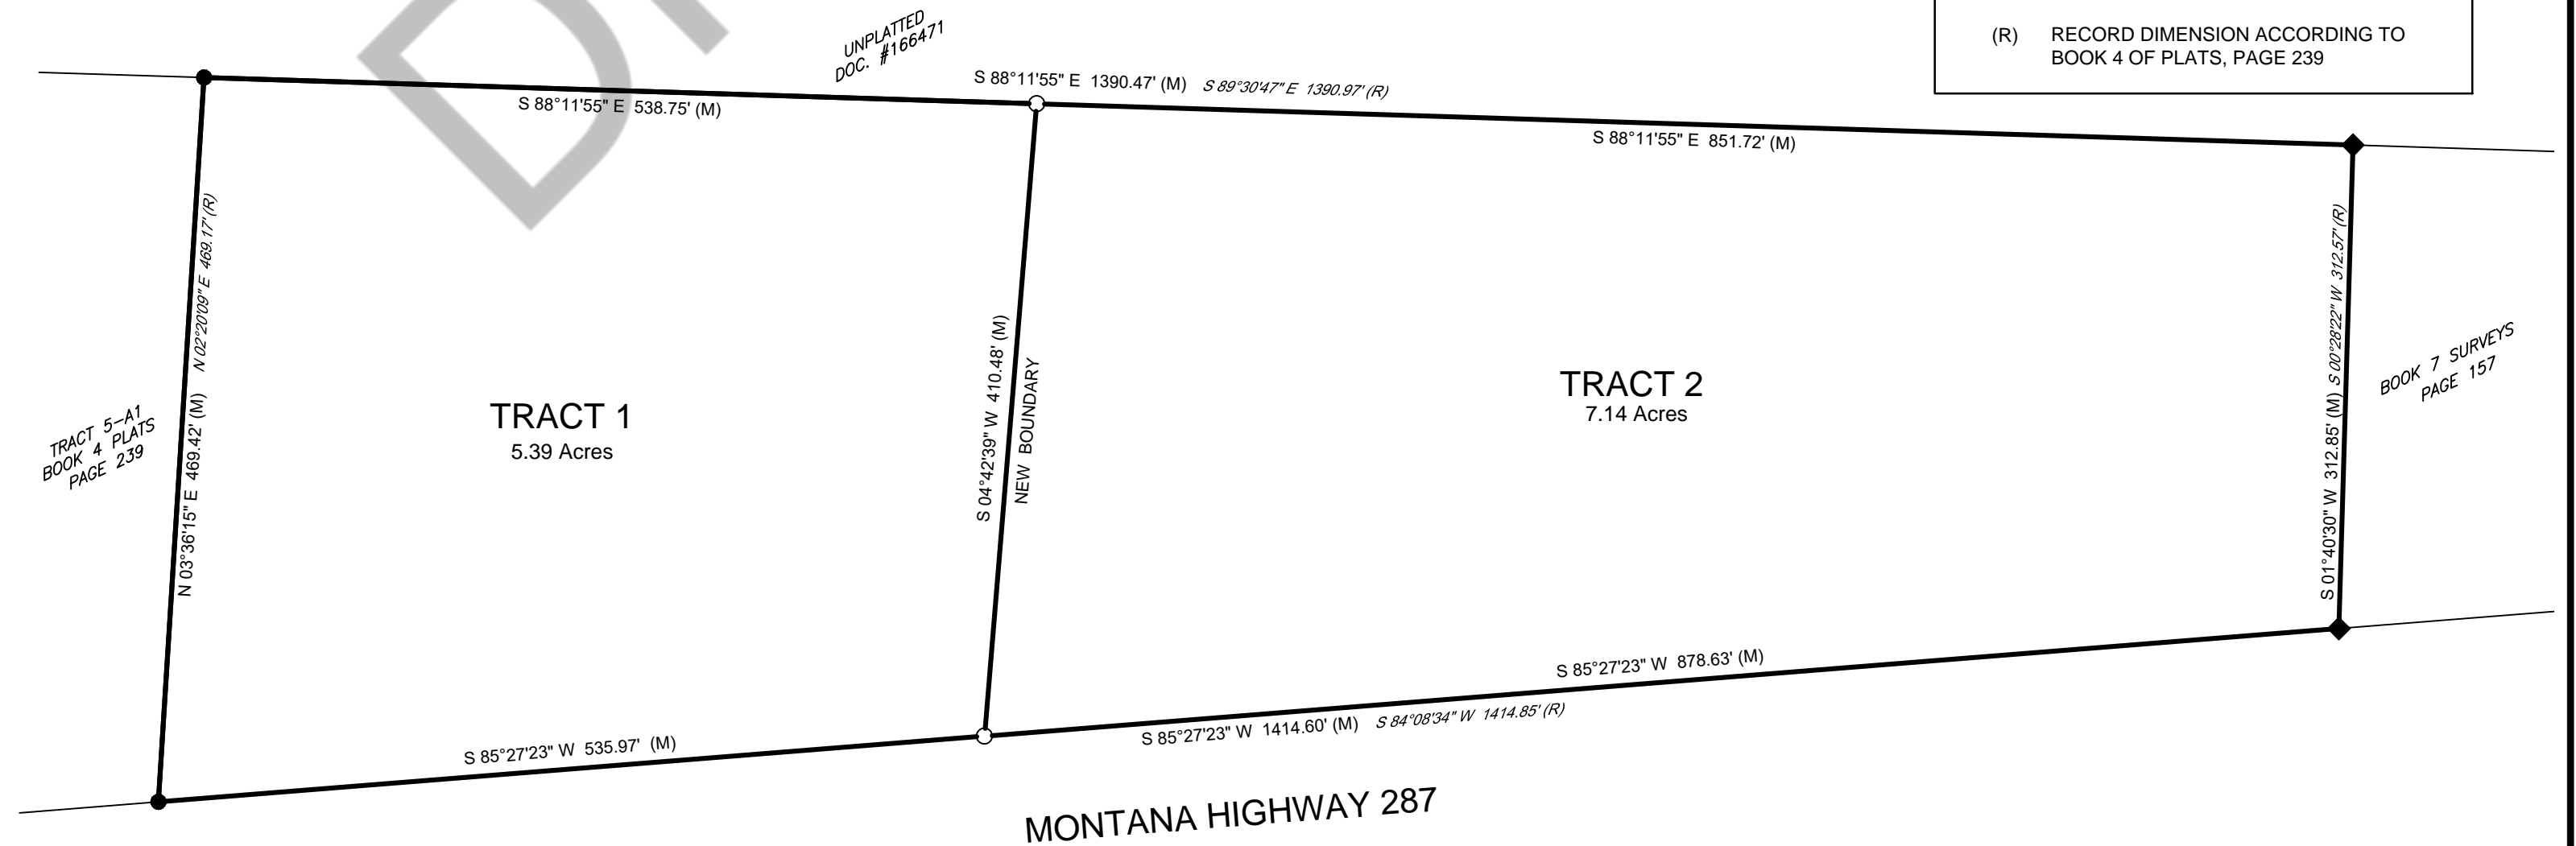 (R) RECORD DIMENSION ACCORDING TO
BOOK 4 OF PLATS, PAGE 239
UNPLATTED
DOC. #166471
S 88°11'55" E 1390.47' (M) S 89°30'47" E 1390.97' (R)
S 88°11'55" E 538.75' (M)
S 88°11'55" E 851.72' (M)
N 03°36'15" E 469.42' (M) N 02°20'09" E 469.17' (R)
TRACT 5-A1
BOOK 4 PLATS
PAGE 239
TRACT 1
5.39 Acres
S 04°42'39" W 410.48' (M)
NEW BOUNDARY
TRACT 2
7.14 Acres
S 01°40'30" W 312.85' (M) S 00°28'22" W 312.57' (R)
BOOK 7 SURVEYS
PAGE 157
S 85°27'23" W 535.97' (M)
S 85°27'23" W 878.63' (M)
S 85°27'23" W 1414.60' (M) S 84°08'34" W 1414.85' (R)
MONTANA HIGHWAY 287